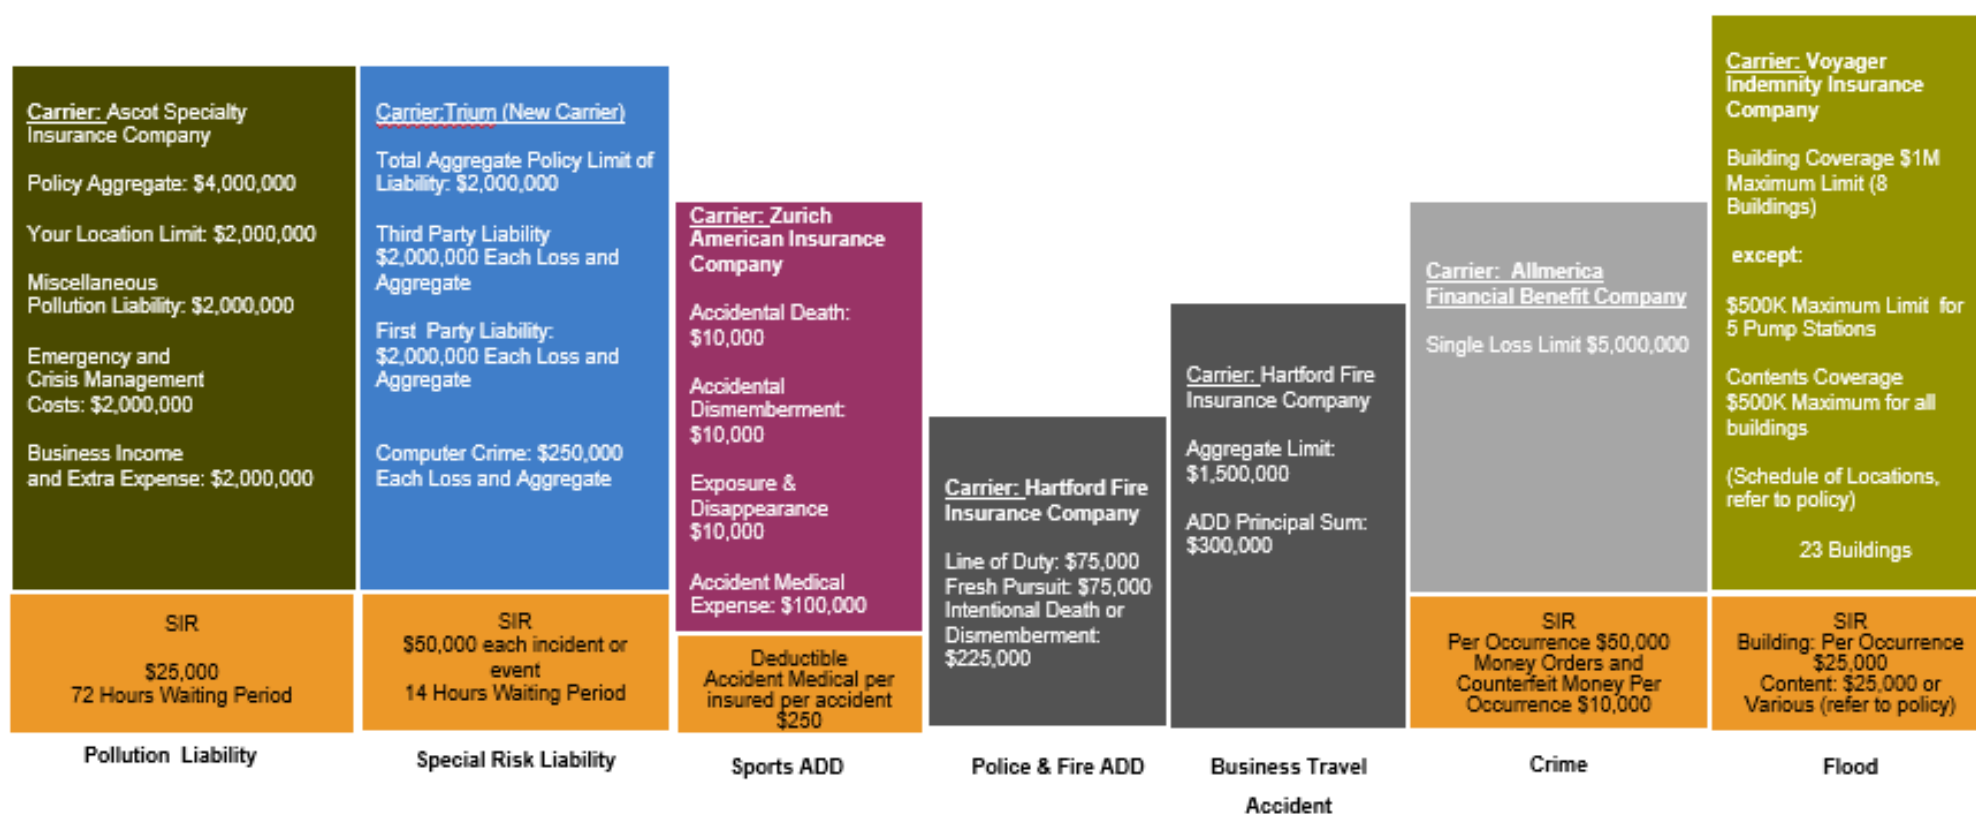 Carrier: Ascot Specialty
Insurance Company
Policy Aggregate: $4,000,000
Your Location Limit: $2,000,000
Miscellaneous
Pollution Liability: $2,000,000
Emergency and
Crisis Management
Costs: $2,000,000
Business Income
and Extra Expense: $2,000,000
SIR
$25,000
72 Hours Waiting Period
Pollution Liability
Carrier:Trium (New Carrier)
Total Aggregate Policy Limit of
Liability: $2,000,000
Third Party Liability
$2,000,000 Each Loss and
Aggregate
First Party Liability:
$2,000,000 Each Loss and
Aggregate
Computer Crime: $250,000
Each Loss and Aggregate
SIR
$50,000 each incident or
event
14 Hours Waiting Period
Special Risk Liability
Carrier: Zurich
American Insurance
Company
Accidental Death:
$10,000
Accidental
Dismemberment:
$10,000
Exposure &
Disappearance
$10,000
Accident Medical
Expense: $100,000
Deductible
Accident Medical per
insured per accident
$250
Sports ADD
Carrier: Hartford Fire
Insurance Company
Line of Duty: $75,000
Fresh Pursuit: $75,000
Intentional Death or
Dismemberment:
$225,000
Police & Fire ADD
Carrier: Hartford Fire
Insurance Company
Aggregate Limit:
$1,500,000
ADD Principal Sum:
$300,000
Business Travel
Accident
Carrier: Allmerica
Financial Benefit Company
Single Loss Limit $5,000,000
SIR
Per Occurrence $50,000
Money Orders and
Counterfeit Money Per
Occurrence $10,000
Crime
Carrier: Voyager
Indemnity Insurance
Company
Building Coverage $1M
Maximum Limit (8
Buildings)
except:
$500K Maximum Limit for
5 Pump Stations
Contents Coverage
$500K Maximum for all
buildings
(Schedule of Locations,
refer to policy)
23 Buildings
SIR
Building: Per Occurrence
$25,000
Content: $25,000 or
Various (refer to policy)
Flood